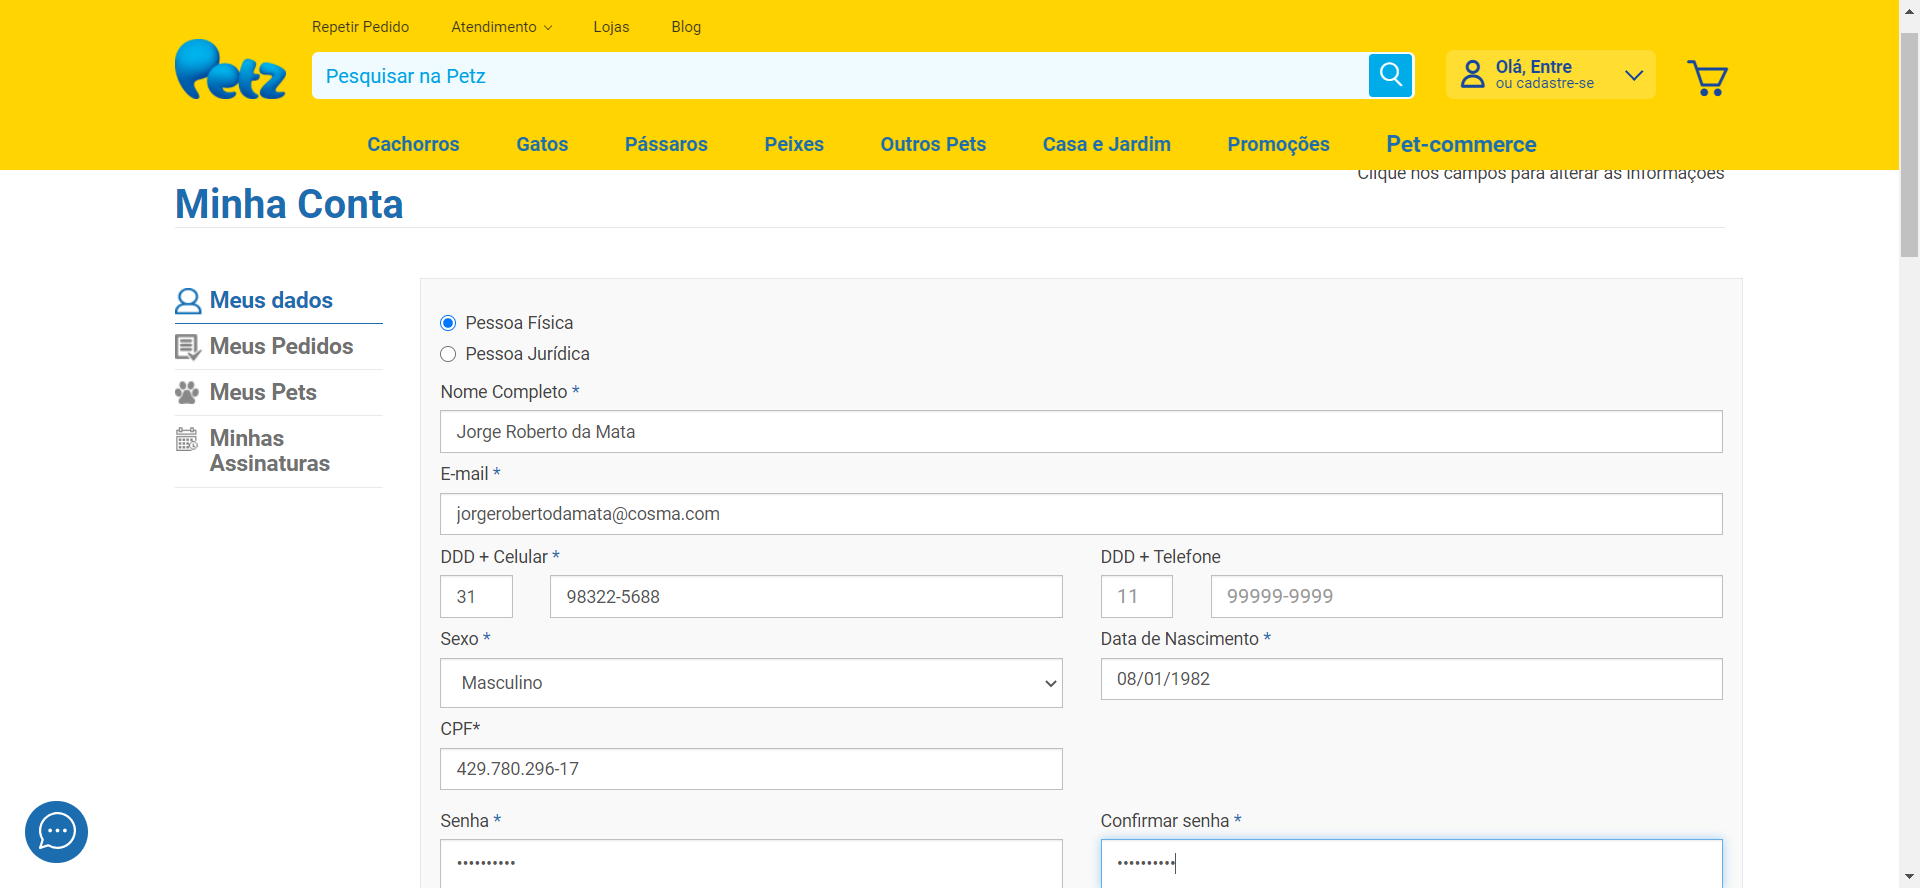 Repetir Pedido
Atendimento
Lojas
Blog
Petz
Pesquisar na Petz
Olá, Entre
ou cadastre-se
Cachorros
Gatos
Pássaros
Peixes
Outros Pets
Casa e Jardim
Promoções
Pet-commerce
Clique nos campos para alterar as informações
Minha Conta
Meus dados
Meus Pedidos
Meus Pets
Minhas
Assinaturas
Pessoa Física
Pessoa Jurídica
Nome Completo *
Jorge Roberto da Mata
E-mail *
jorgerobertodamata@cosma.com
DDD + Celular *
31
98322-5688
DDD + Telefone
11
99999-9999
Sexo *
Masculino
Data de Nascimento *
08/01/1982
CPF*
429.780.296-17
Senha *
••••••••••
Confirmar senha *
••••••••••